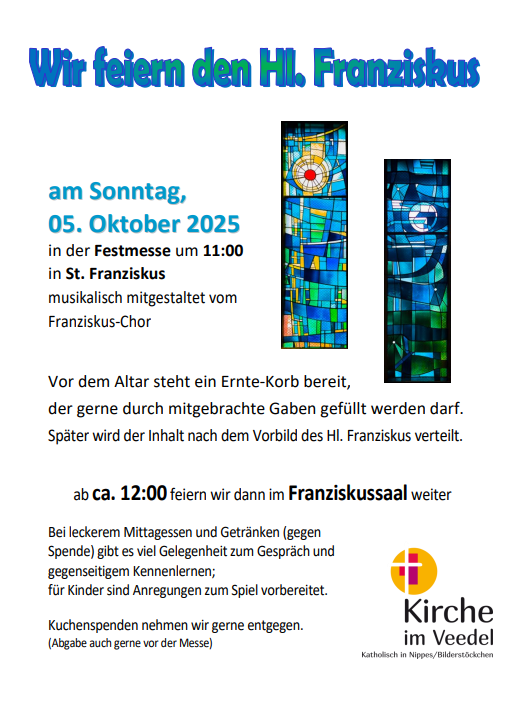 Wir feiern den Hl. Franziskus
am Sonntag,
05. Oktober 2025
in der Festmesse um 11:00
in St. Franziskus
musikalisch mitgestaltet vom
Franziskus-Chor
Vor dem Altar steht ein Ernte-Korb bereit,
der gerne durch mitgebrachte Gaben gefüllt werden darf.
Später wird der Inhalt nach dem Vorbild des Hl. Franziskus verteilt.
ab ca. 12:00 feiern wir dann im Franziskussaal weiter
Bei leckerem Mittagessen und Getränken (gegen
Spende) gibt es viel Gelegenheit zum Gespräch und
gegenseitigem Kennenlernen;
für Kinder sind Anregungen zum Spiel vorbereitet.
Kuchenspenden nehmen wir gerne entgegen.
(Abgabe auch gerne vor der Messe)
Kirche
im Veedel
Katholisch in Nippes/Bilderstöckchen